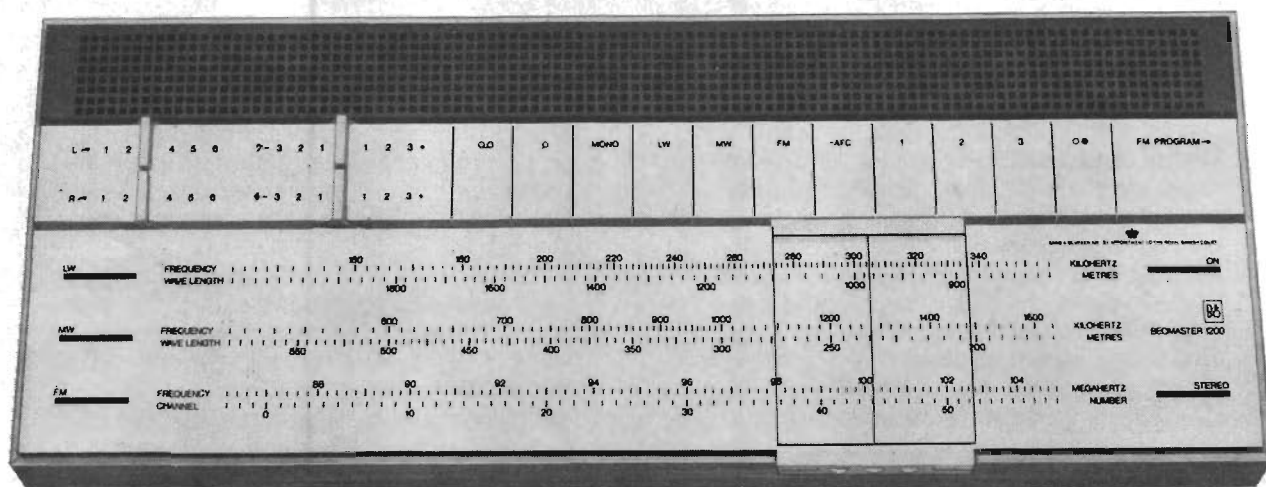 L 1 2 4 5 6 7- 3 2 1 1 2 3 + MONO LW MW FM -AFC 1 2 3 FM PROGRAM→
R 1 2 4 5 6 6- 3 2 1 1 2 3 +
LW FREQUENCY 160 180 200 220 240 260 280 300 320 340 KILOHERTZ ON
WAVE LENGTH 1800 1600 1400 1200 1000 900 METRES
MW FREQUENCY 600 700 800 900 1000 1200 1400 1600 KILOHERTZ
WAVE LENGTH 550 500 450 400 350 300 250 200 METRES
B&O
BEOMASTER 1200
FM FREQUENCY 88 90 92 94 96 98 100 102 104 MEGAHERTZ STEREO
CHANNEL 0 10 20 30 40 50 NUMBER